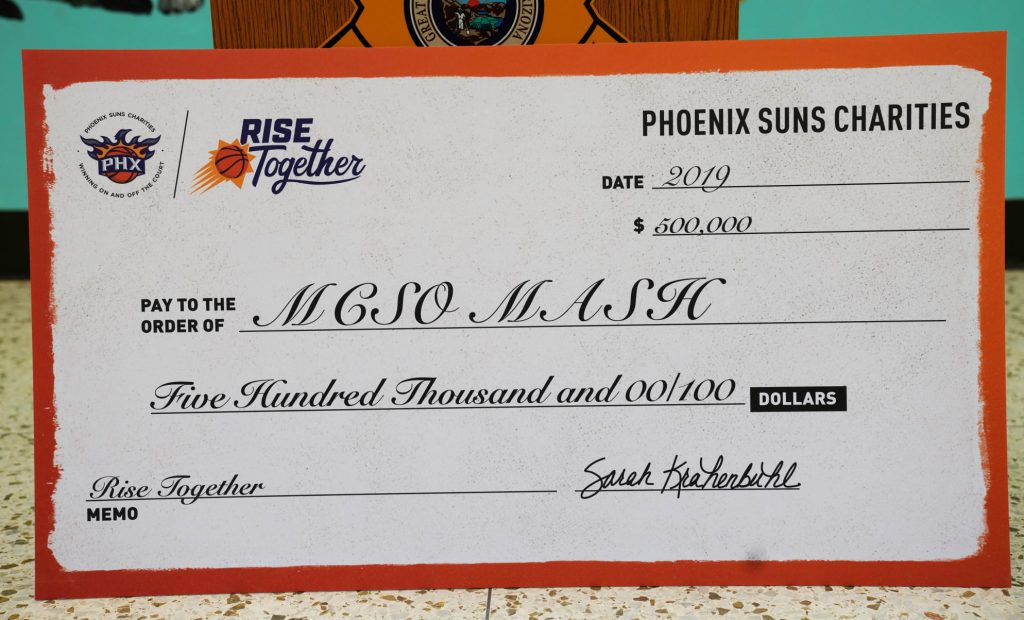 GREAT
ARIZONA
PHOENIX SUNS CHARITIES
PHX
WINNING ON AND OFF THE COURT
RISE
Together
PHOENIX SUNS CHARITIES
DATE 2019
$ 500,000
PAY TO THE
ORDER OF
MCSO MASH
Five Hundred Thousand and 00/100 DOLLARS
Rise Together
MEMO
Sarah Krahenbuhl